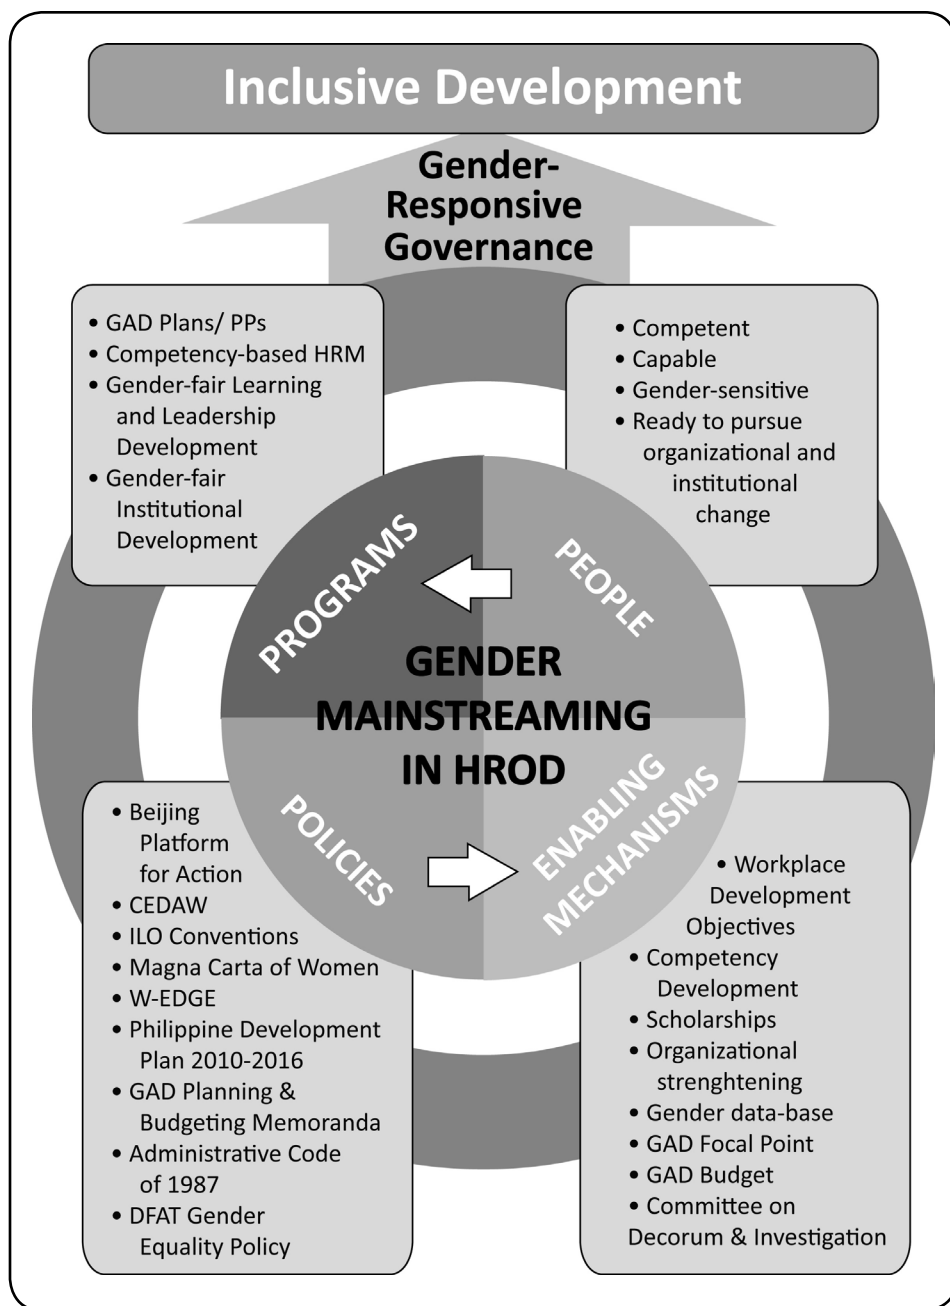 Inclusive Development
Gender-
Responsive
Governance
• GAD Plans/ PPs
• Competency-based HRM
• Gender-fair Learning
and Leadership
Development
• Gender-fair
Institutional
Development
• Competent
• Capable
• Gender-sensitive
• Ready to pursue
organizational and
institutional
change
PROGRAMS
PEOPLE
GENDER
MAINSTREAMING
IN HROD
POLICIES
ENABLING
MECHANISMS
• Beijing
Platform
for Action
• CEDAW
• ILO Conventions
• Magna Carta of Women
• W-EDGE
• Philippine Development
Plan 2010-2016
• GAD Planning &
Budgeting Memoranda
• Administrative Code
of 1987
• DFAT Gender
Equality Policy
• Workplace
Development
Objectives
• Competency
Development
• Scholarships
• Organizational
strenghtening
• Gender data-base
• GAD Focal Point
• GAD Budget
• Committee on
Decorum & Investigation